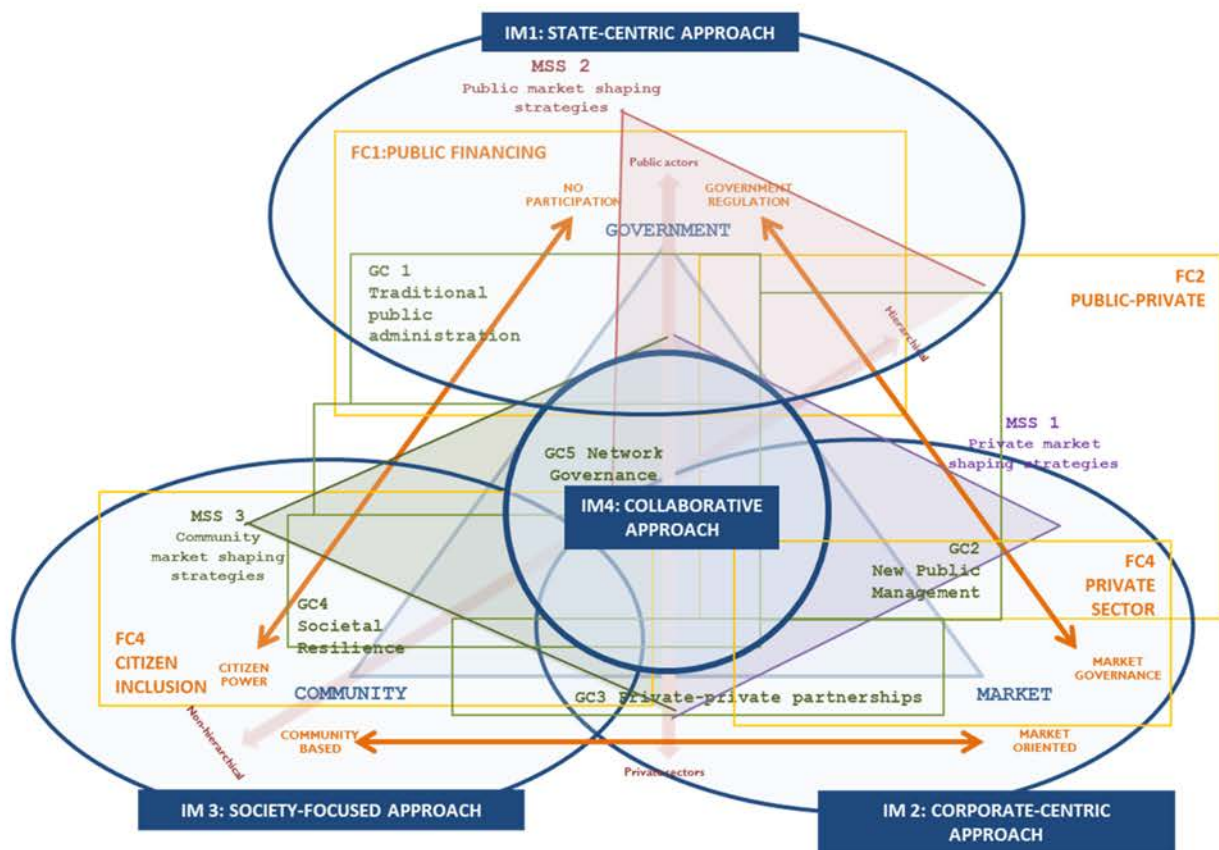 IM1: STATE-CENTRIC APPROACH
MSS 2
Public market shaping
strategies
FC1:PUBLIC FINANCING
Public actors
NO
PARTICIPATION
GOVERNMENT
REGULATION
GOVERNMENT
GC 1
Traditional
public
administration
FC2
PUBLIC-PRIVATE
Hierarchical
MSS 1
Private market
shaping strategies
GC5 Network
Governance
IM4: COLLABORATIVE
APPROACH
MSS 3
Community
market shaping
strategies
GC2
New Public
Management
FC4
PRIVATE
SECTOR
GC4
Societal
Resilience
FC4
CITIZEN
INCLUSION
CITIZEN
POWER
MARKET
GOVERNANCE
COMMUNITY
GC3 Private-private partnerships
MARKET
Non-hierarchical
COMMUNITY
BASED
MARKET
ORIENTED
Private sectors
IM 3: SOCIETY-FOCUSED APPROACH
IM 2: CORPORATE-CENTRIC
APPROACH